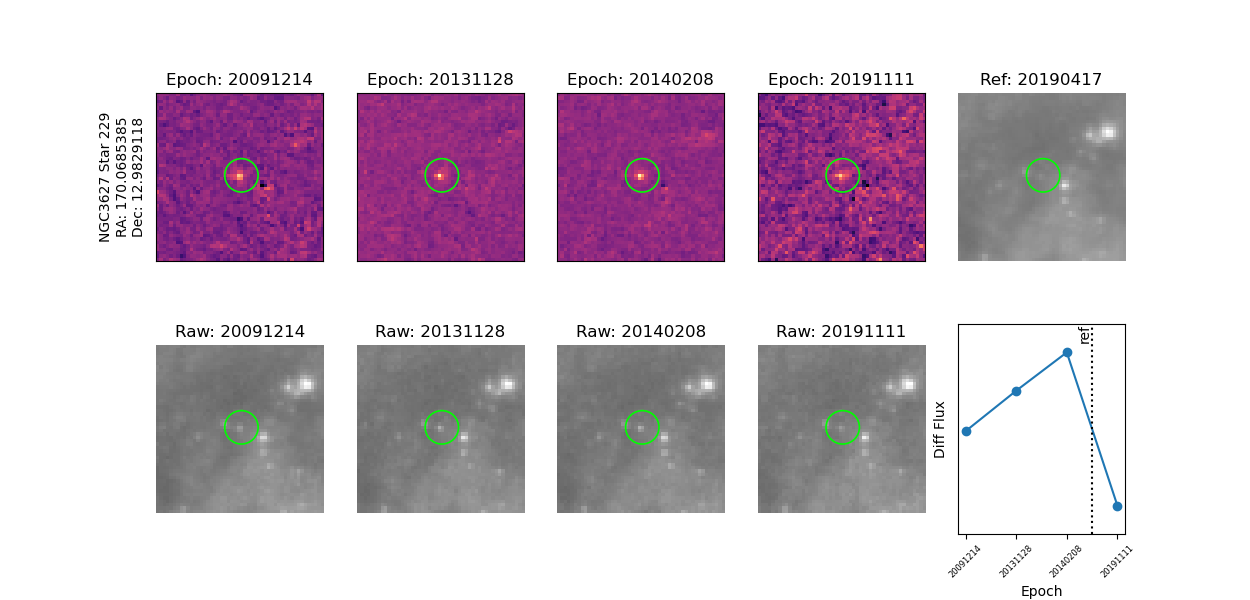 NGC3627 Star 229
RA: 170.0685385
Dec: 12.9829118
Epoch: 20091214
Epoch: 20131128
Epoch: 20140208
Epoch: 20191111
Ref: 20190417
Raw: 20091214
Raw: 20131128
Raw: 20140208
Raw: 20191111
Diff Flux
ref
20091214
20131128
20140208
20191111
Epoch